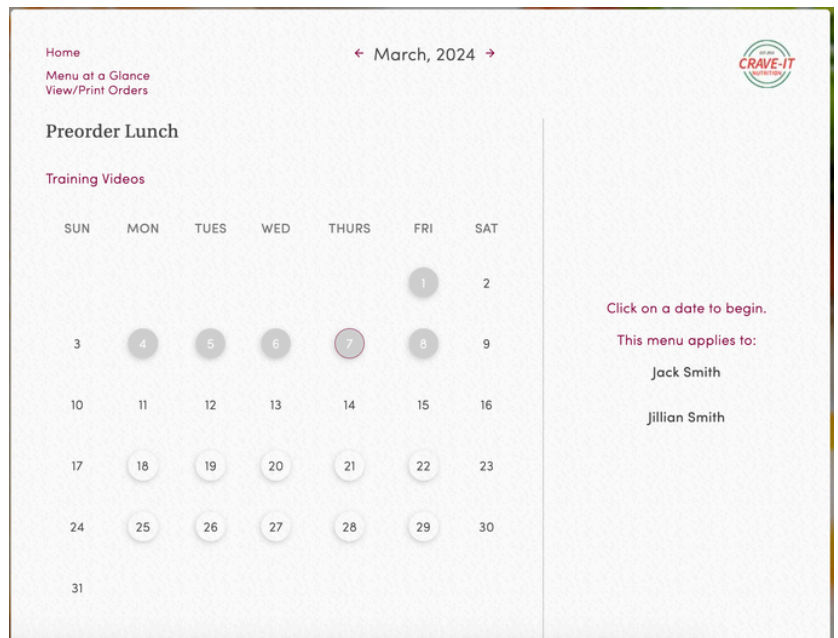 Home
← March, 2024 →
CRAVE-IT
NUTRITION
Menu at a Glance
View/Print Orders
Preorder Lunch
Training Videos
SUN MON TUES WED THURS FRI SAT
1 2
3 4 5 6 7 8 9
10 11 12 13 14 15 16
17 18 19 20 21 22 23
24 25 26 27 28 29 30
31
Click on a date to begin.
This menu applies to:
Jack Smith
Jillian Smith